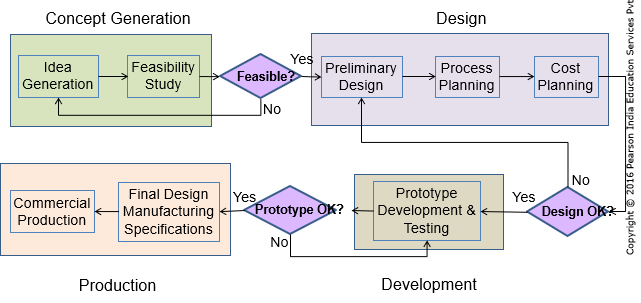 Concept Generation
Design
Idea
Generation
Feasibility
Study
Feasible?
Yes
No
Preliminary
Design
Process
Planning
Cost
Planning
No
Design OK?
Yes
Prototype
Development &
Testing
Prototype OK?
Yes
No
Final Design
Manufacturing
Specifications
Commercial
Production
Production
Development
Copyright © 2016 Pearson India Education Services Pvt